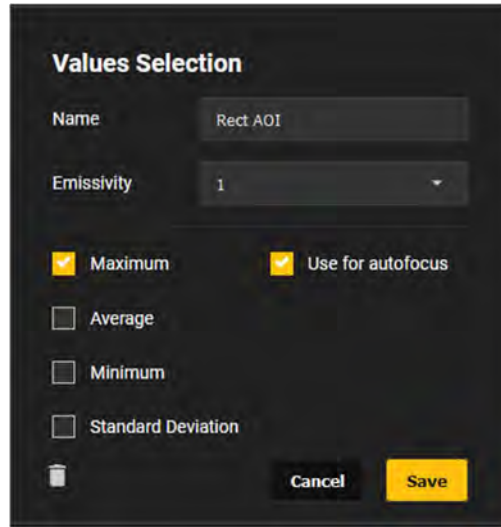 Values Selection
Name Rect AOI
Emissivity 1
Maximum Use for autofocus
Average
Minimum
Standard Deviation
Cancel Save